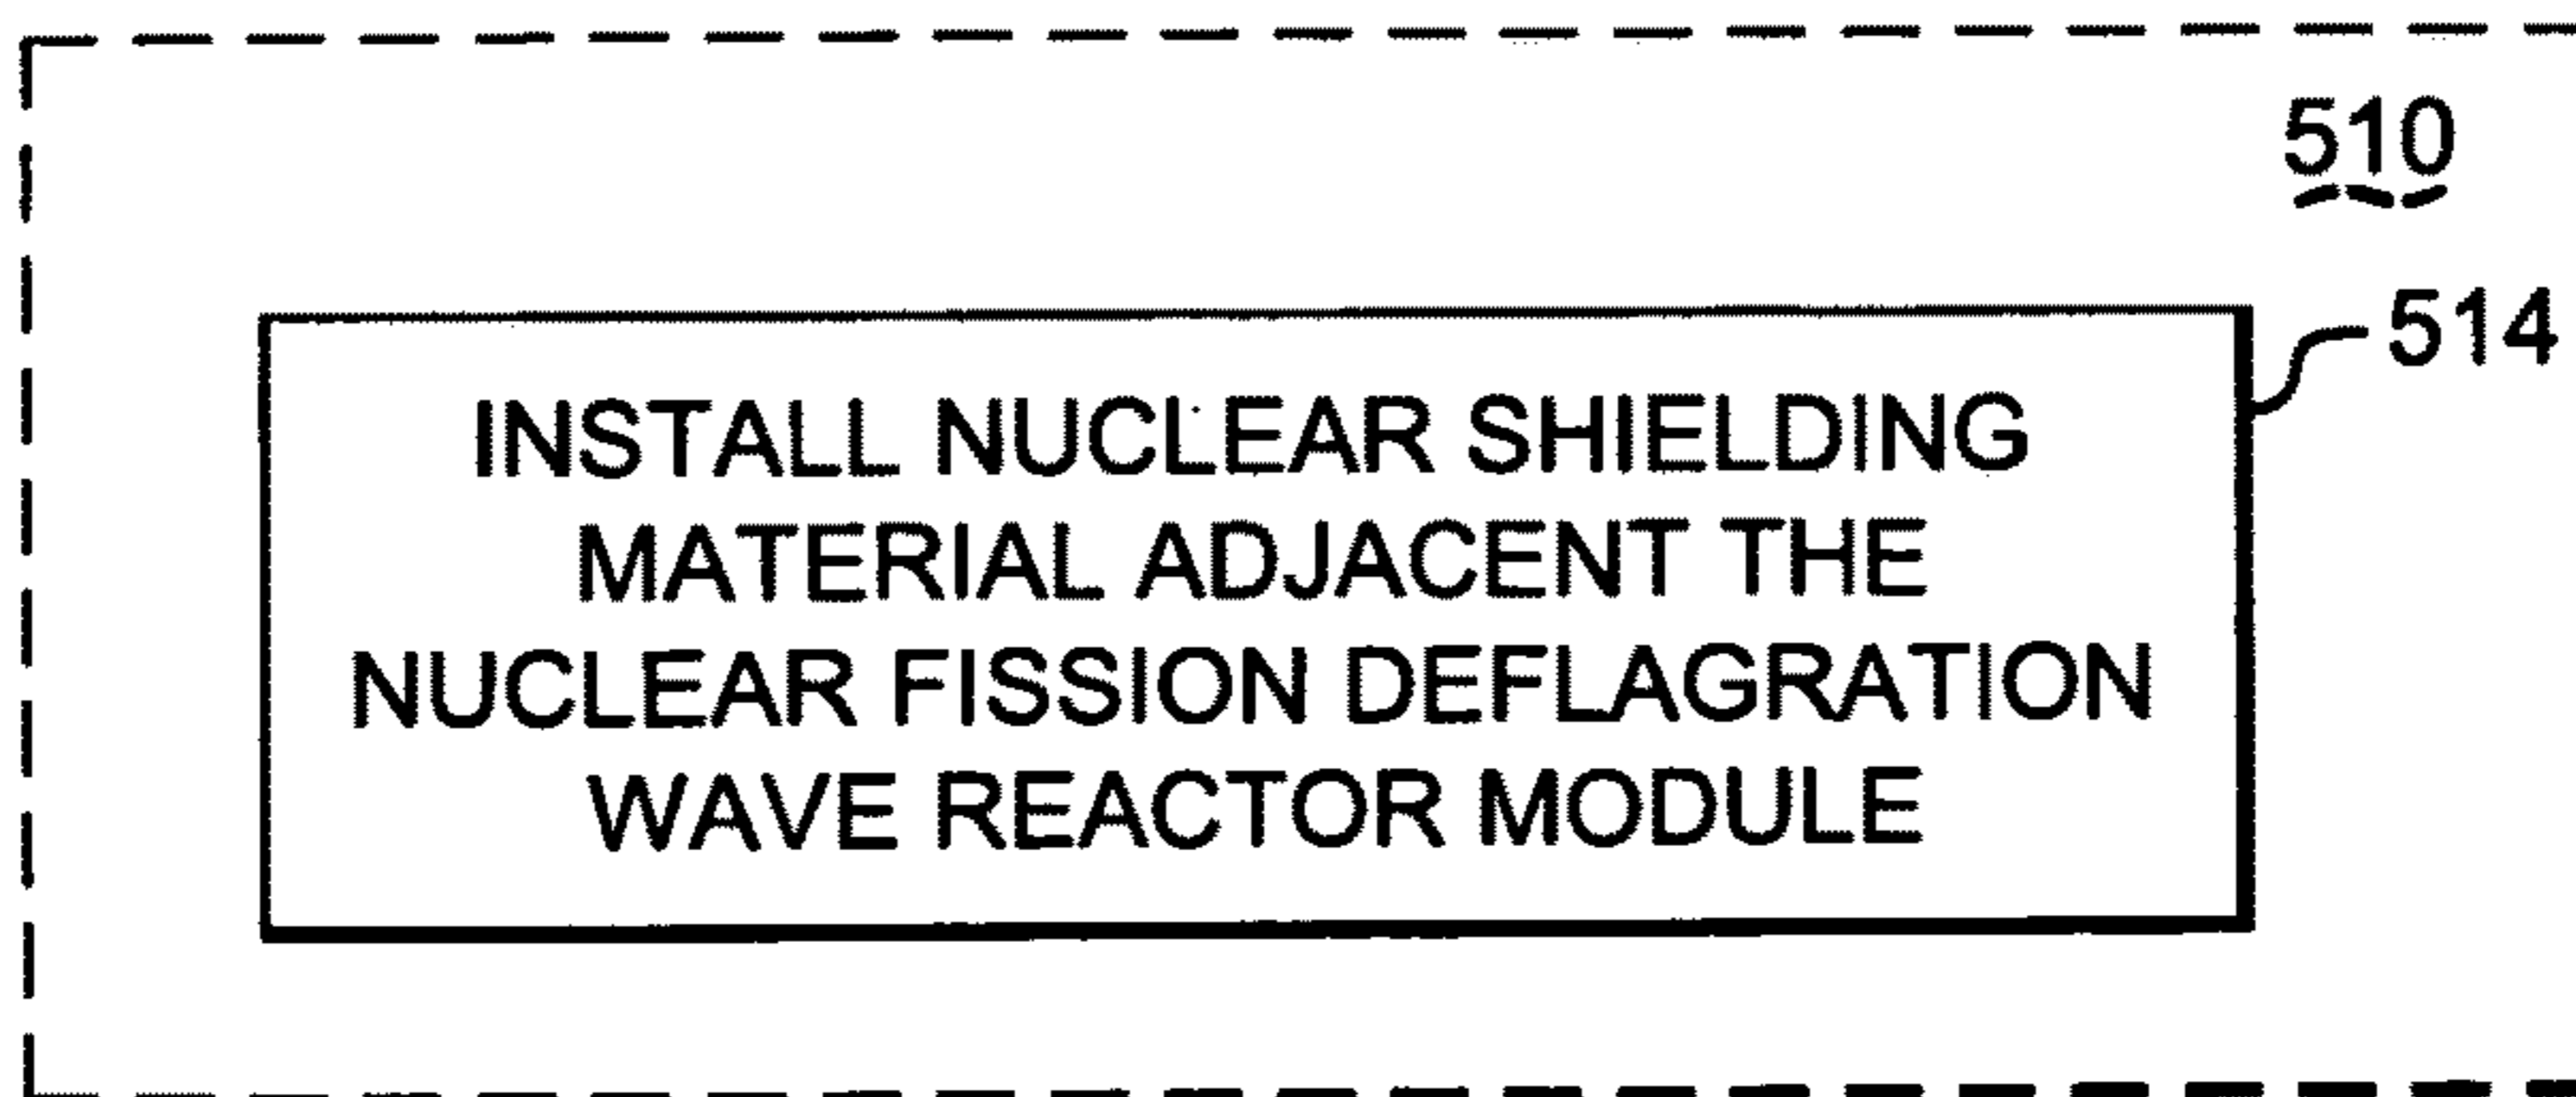 510
514
INSTALL NUCLEAR SHIELDING
MATERIAL ADJACENT THE
NUCLEAR FISSION DEFLAGRATION
WAVE REACTOR MODULE